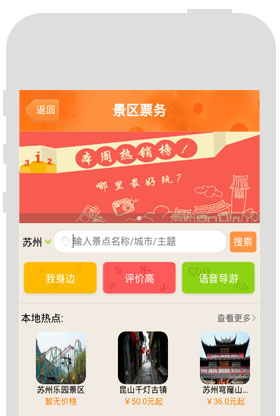 返回
景区票务
本周热销榜！
哪里最好玩？
2
1
3
苏州
输入景点名称/城市/主题
搜索
我身边
评价高
语音导游
本地热点:
查看更多>
苏州乐园景区
昆山千灯古镇
苏州穹窿山...
暂无价格
￥50.0元起
￥36.0元起